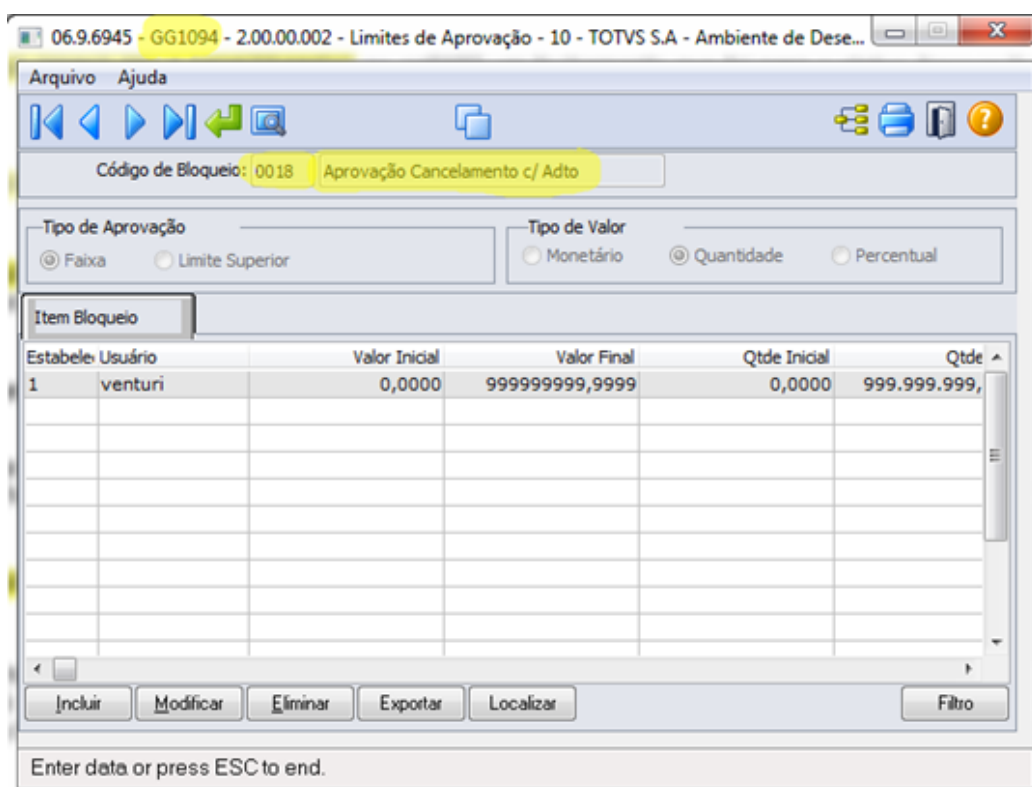 06.9.6945 - GG1094 - 2.00.00.002 - Limites de Aprovação - 10 - TOTVS S.A - Ambiente de Dese...
Arquivo Ajuda
Código de Bloqueio: 0018 Aprovação Cancelamento c/ Adto
Tipo de Aprovação Tipo de Valor
Faixa Limite Superior Monetário Quantidade Percentual
Item Bloqueio
Estabele Usuário Valor Inicial Valor Final Qtde Inicial Qtde
1 venturi 0,0000 999999999,9999 0,0000 999.999.999,
Incluir Modificar Eliminar Exportar Localizar Filtro
Enter data or press ESC to end.